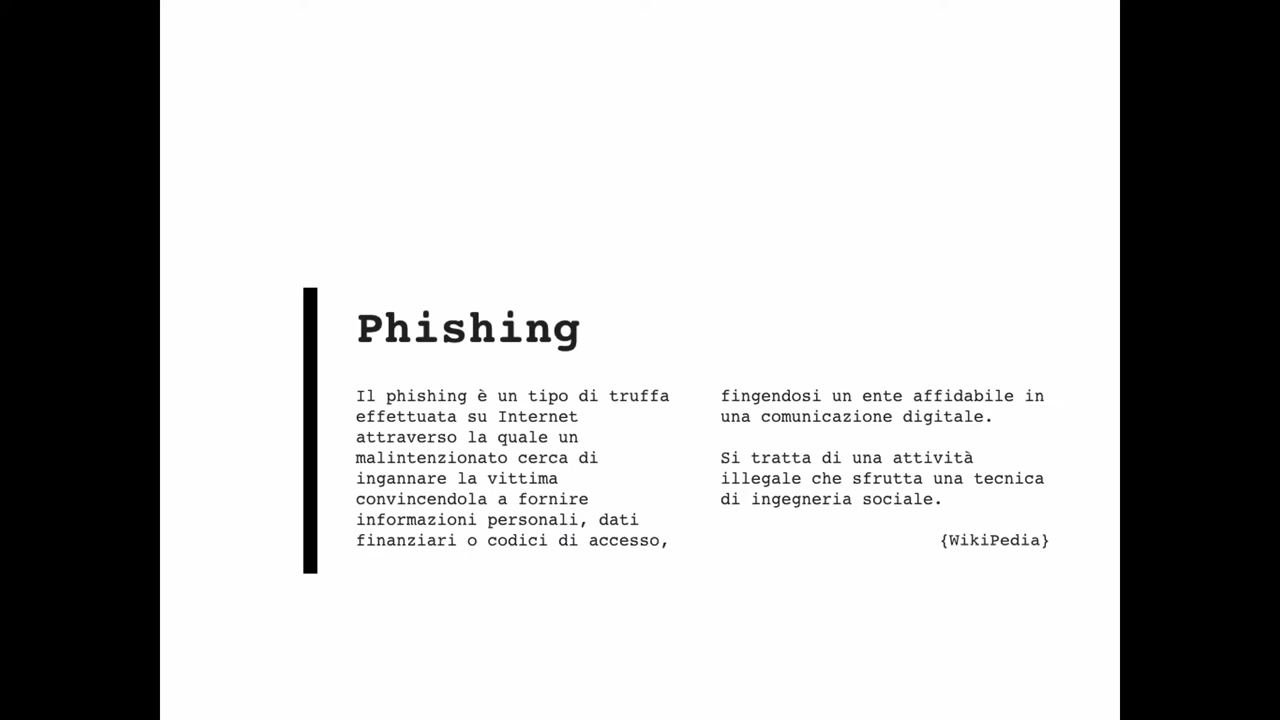 Phishing
Il phishing è un tipo di truffa
effettuata su Internet
attraverso la quale un
malintenzionato cerca di
ingannare la vittima
convincendola a fornire
informazioni personali, dati
finanziari o codici di accesso,
fingendosi un ente affidabile in
una comunicazione digitale.
Si tratta di una attività
illegale che sfrutta una tecnica
di ingegneria sociale.
{WikiPedia}